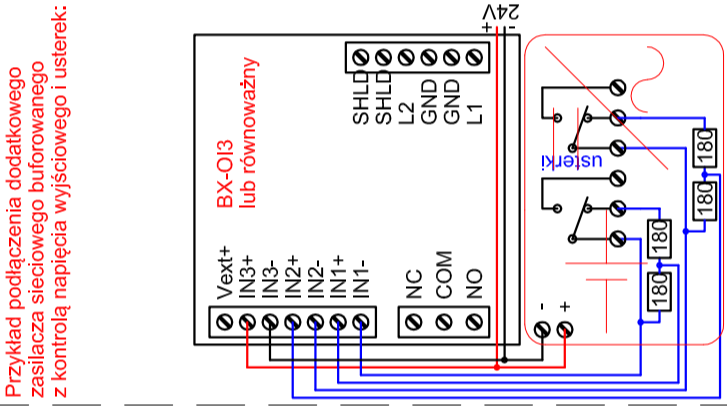 Przykład podłączenia dodatkowego
zasilacza sieciowego buforowanego
z kontrolą napięcia wyjściowego i usterek:
BX-OI3
lub równoważny
Vext+
IN3+
IN3-
IN2+
IN2-
IN1+
IN1-
NC
COM
NO
SHLD
SHLD
L2
GND
GND
L1
+
24V
-
usterki
180
180
180
180
-
+